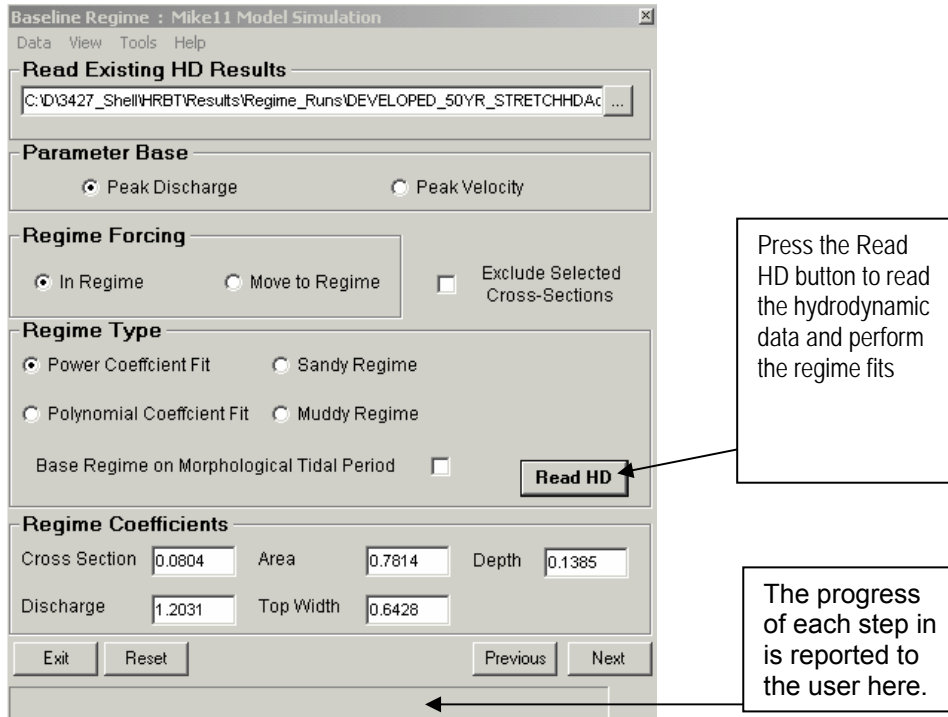 Baseline Regime : Mike11 Model Simulation
Data View Tools Help
Read Existing HD Results
C:\D\3427_Shell\HRBT\Results\Regime_Runs\DEVELOPED_50YR_STRETCHHDAc ...
Parameter Base
Peak Discharge Peak Velocity
Regime Forcing
In Regime Move to Regime
Exclude Selected
Cross-Sections
Regime Type
Power Coeffcient Fit Sandy Regime
Polynomial Coeffcient Fit Muddy Regime
Base Regime on Morphological Tidal Period
Read HD
Regime Coefficients
Cross Section 0.0804 Area 0.7814 Depth 0.1385
Discharge 1.2031 Top Width 0.6428
Exit Reset Previous Next
Press the Read
HD button to read
the hydrodynamic
data and perform
the regime fits
The progress
of each step in
is reported to
the user here.